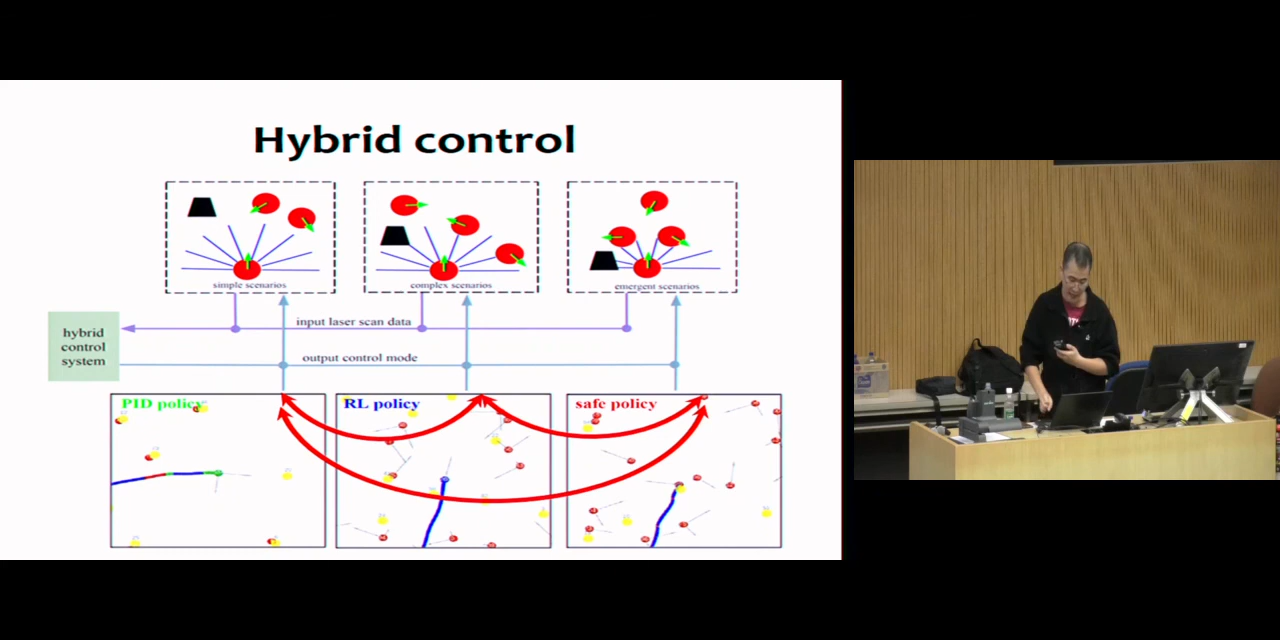 Hybrid control
simple scenarios
complex scenarios
emergent scenarios
input laser scan data
hybrid
control
system
output control mode
PID policy
RL policy
safe policy